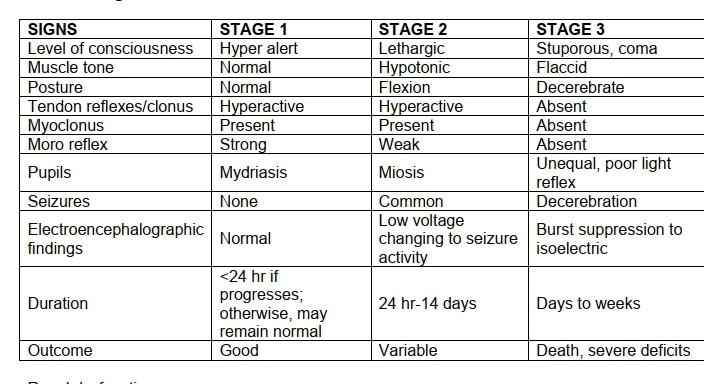 SIGNS STAGE 1 STAGE 2 STAGE 3
Level of consciousness Hyper alert Lethargic Stuporous, coma
Muscle tone Normal Hypotonic Flaccid
Posture Normal Flexion Decerebrate
Tendon reflexes/clonus Hyperactive Hyperactive Absent
Myoclonus Present Present Absent
Moro reflex Strong Weak Absent
Pupils Mydriasis Miosis Unequal, poor light
reflex
Seizures None Common Decerebration
Electroencephalographic
findings
Normal
Low voltage
changing to seizure
activity
Burst suppression to
isoelectric
Duration
<24 hr if
progresses;
otherwise, may
remain normal
24 hr-14 days
Days to weeks
Outcome Good Variable Death, severe deficits